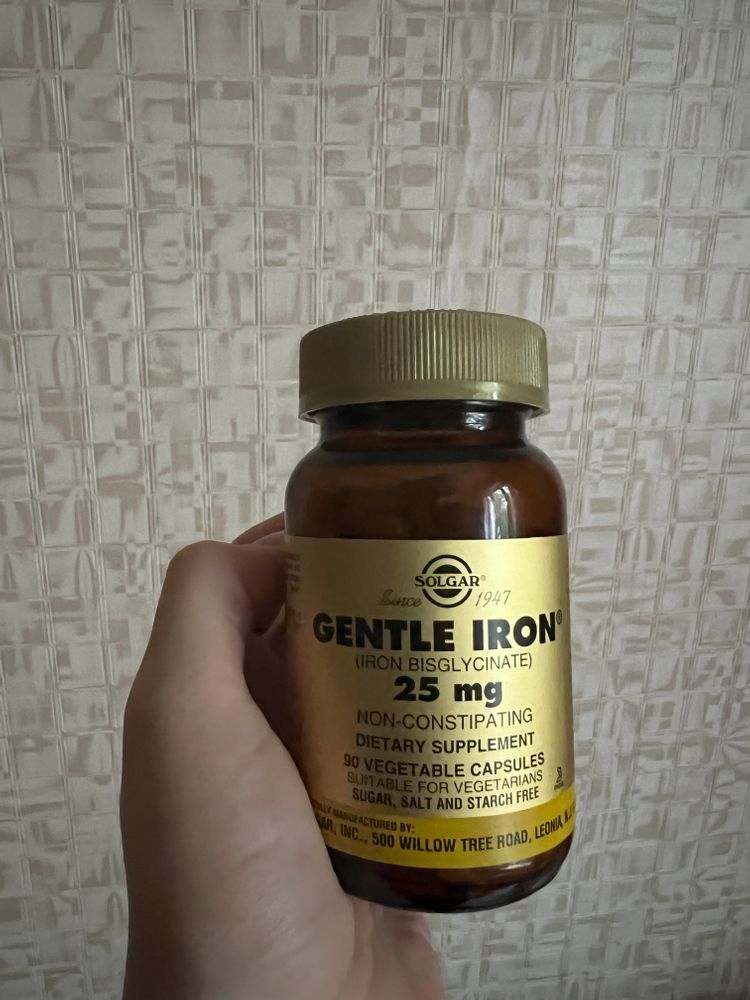 SOLGAR®
Since 1947
GENTLE IRON®
(IRON BISGLYCINATE)
25 mg
NON-CONSTIPATING
DIETARY SUPPLEMENT
90 VEGETABLE CAPSULES
SUITABLE FOR VEGETARIANS
SUGAR, SALT AND STARCH FREE
MANUFACTURED BY:
INC., 500 WILLOW TREE ROAD, LEONIA,